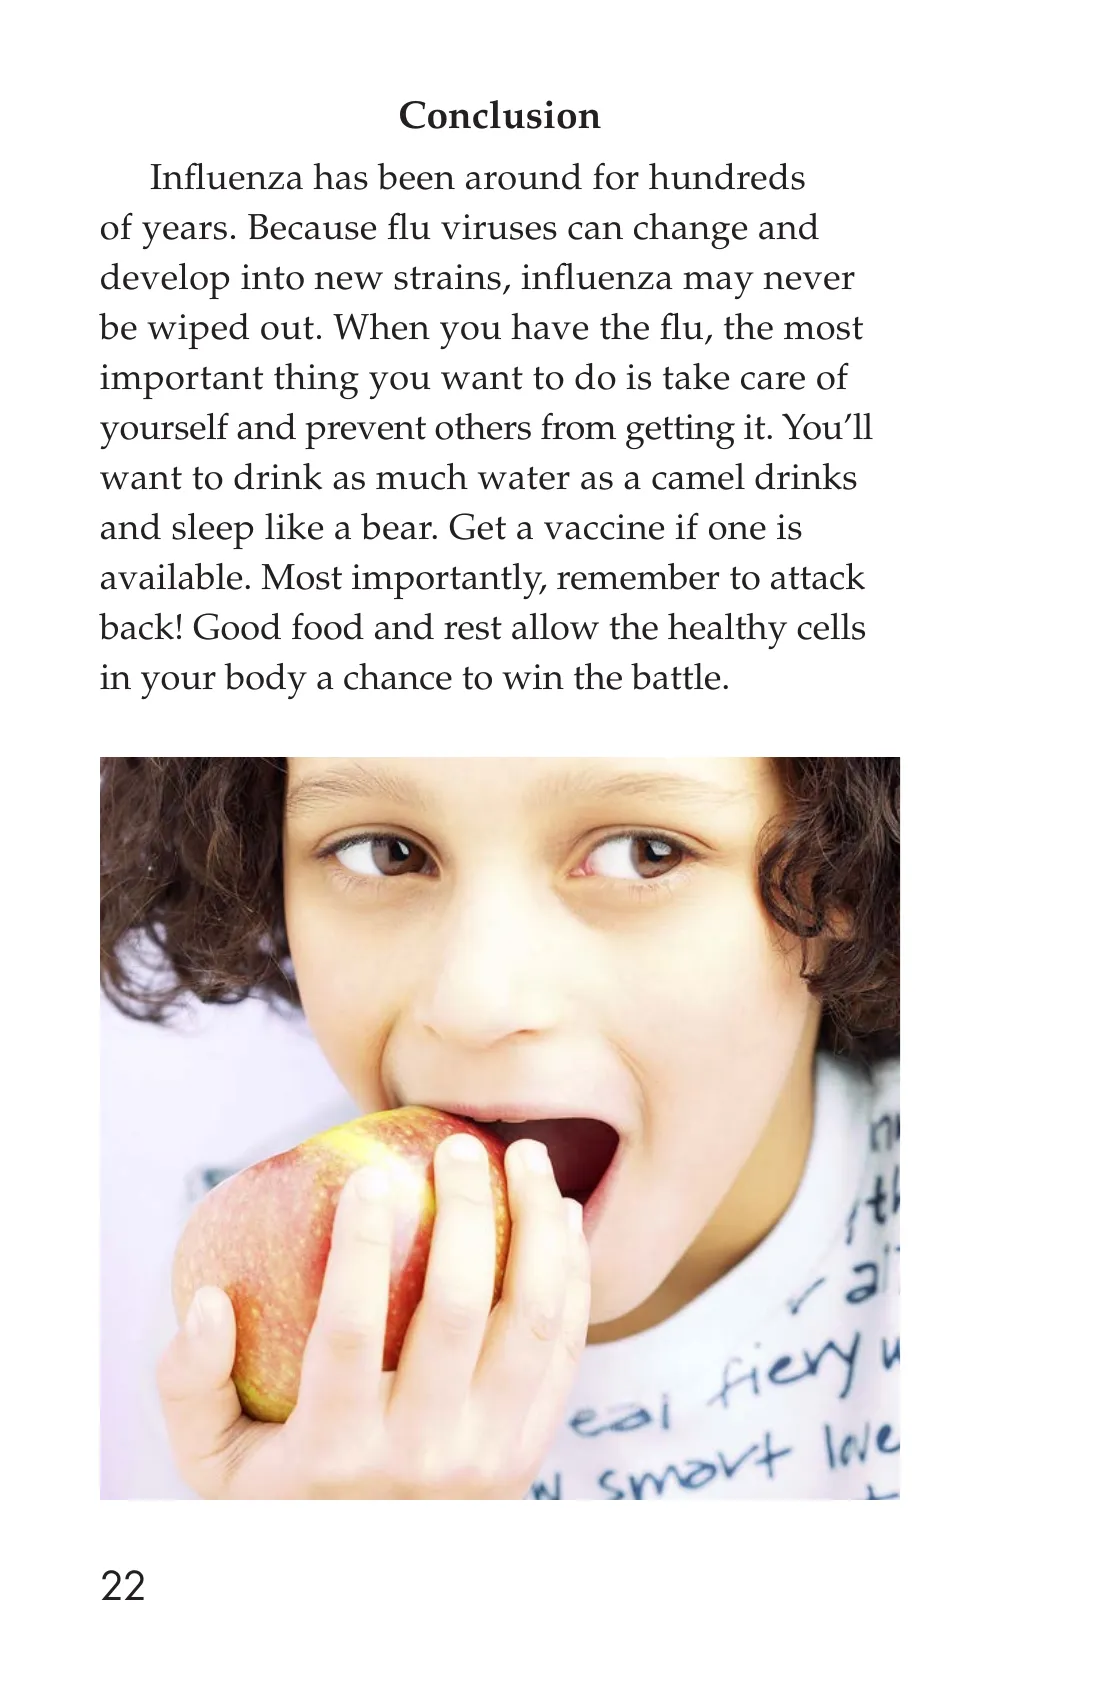 Conclusion
Influenza has been around for hundreds
of years. Because flu viruses can change and
develop into new strains, influenza may never
be wiped out. When you have the flu, the most
important thing you want to do is take care of
yourself and prevent others from getting it. You’ll
want to drink as much water as a camel drinks
and sleep like a bear. Get a vaccine if one is
available. Most importantly, remember to attack
back! Good food and rest allow the healthy cells
in your body a chance to win the battle.
fiery
smart love
22